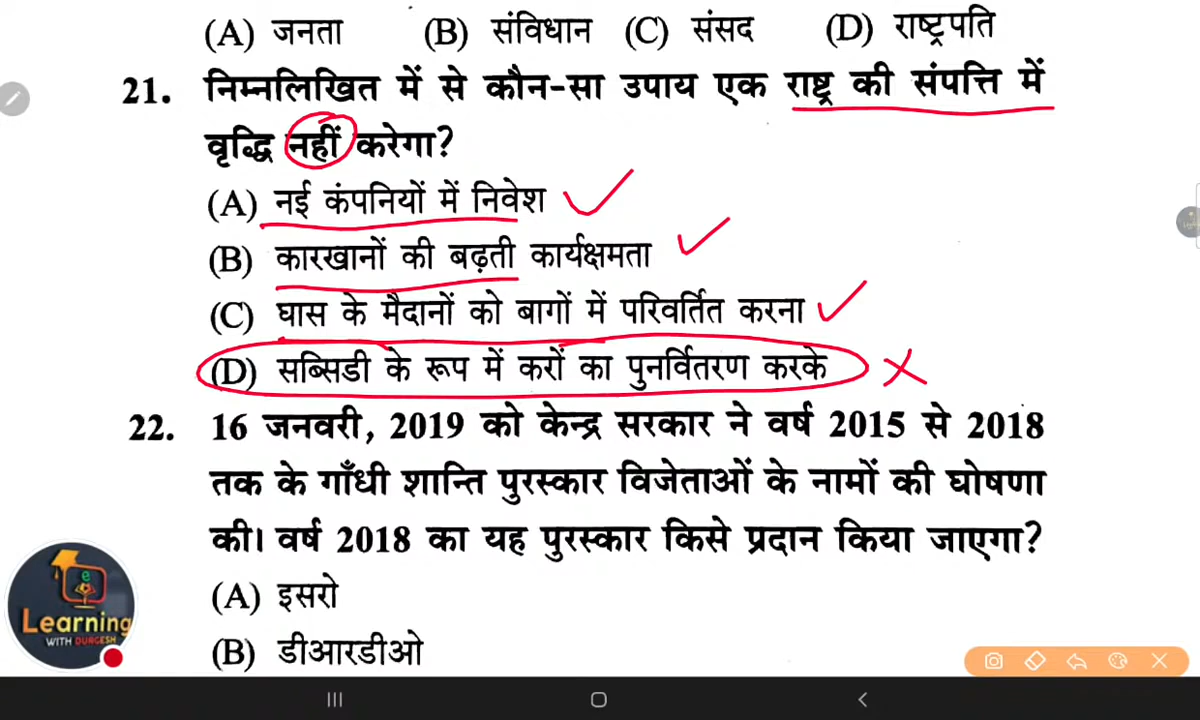 (A) जनता (B) संविधान (C) संसद (D) राष्ट्रपति
21. निम्नलिखित में से कौन-सा उपाय एक राष्ट्र की संपत्ति में
वृद्धि नहीं करेगा?
(A) नई कंपनियों में निवेश
(B) कारखानों की बढ़ती कार्यक्षमता
(C) घास के मैदानों को बागों में परिवर्तित करना
(D) सब्सिडी के रूप में करों का पुनर्वितरण करके
22. 16 जनवरी, 2019 को केन्द्र सरकार ने वर्ष 2015 से 2018
तक के गाँधी शान्ति पुरस्कार विजेताओं के नामों की घोषणा
की। वर्ष 2018 का यह पुरस्कार किसे प्रदान किया जाएगा?
(A) इसरो
(B) डीआरडीओ
e
Learning
WITH DURGESH